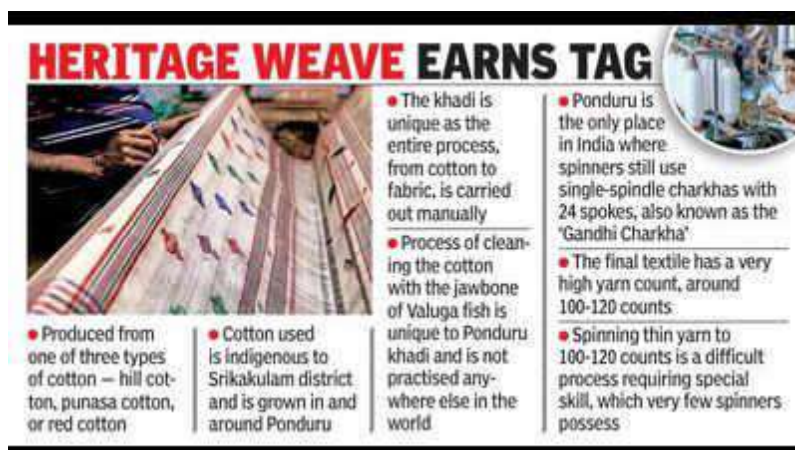 HERITAGE WEAVE EARNS TAG
● Produced from
one of three types
of cotton — hill cot-
ton, punasa cotton,
or red cotton
● Cotton used
is indigenous to
Srikakulam district
and is grown in and
around Ponduru
● The khadi is
unique as the
entire process,
from cotton to
fabric, is carried
out manually
● Process of clean-
ing the cotton
with the jawbone
of Valuga fish is
unique to Ponduru
khadi and is not
practised any-
where else in the
world
● Ponduru is
the only place
in India where
spinners still use
single-spindle charkhas with
24 spokes, also known as the
'Gandhi Charkha'
● The final textile has a very
high yarn count, around
100-120 counts
● Spinning thin yarn to
100-120 counts is a difficult
process requiring special
skill, which very few spinners
possess